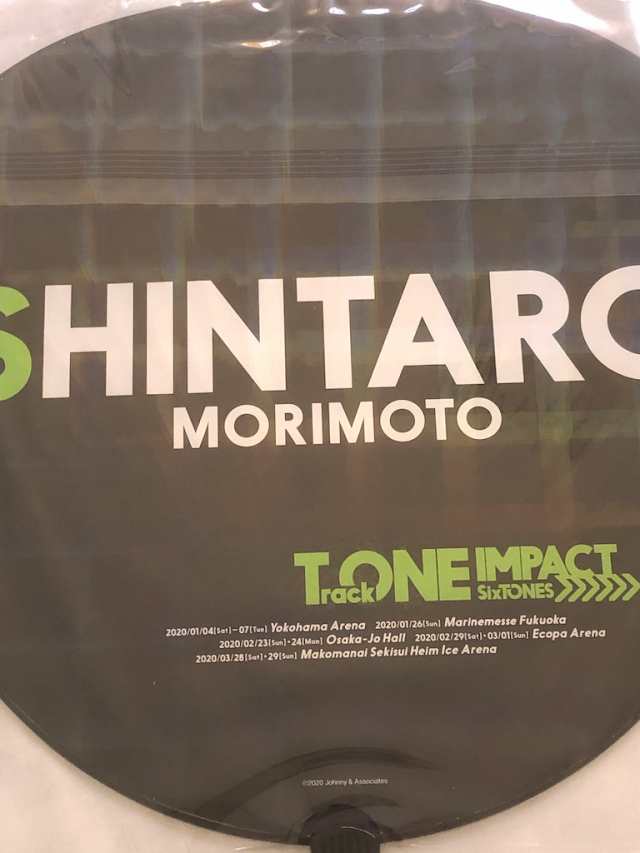 SHINTARO
MORIMOTO
TrackONE IMPACT
SixTONES
2020/01/04[Sat]-07[Tue] Yokohama Arena 2020/01/26[Sun] Marinemesse Fukuoka
2020/02/23[Sun]・24[Mon] Osaka-Jo Hall 2020/02/29[Sat]・03/01[Sun] Ecopa Arena
2020/03/28[Sat]・29[Sun] Makomanai Sekisui Heim Ice Arena
©2020 Johnny & Associates